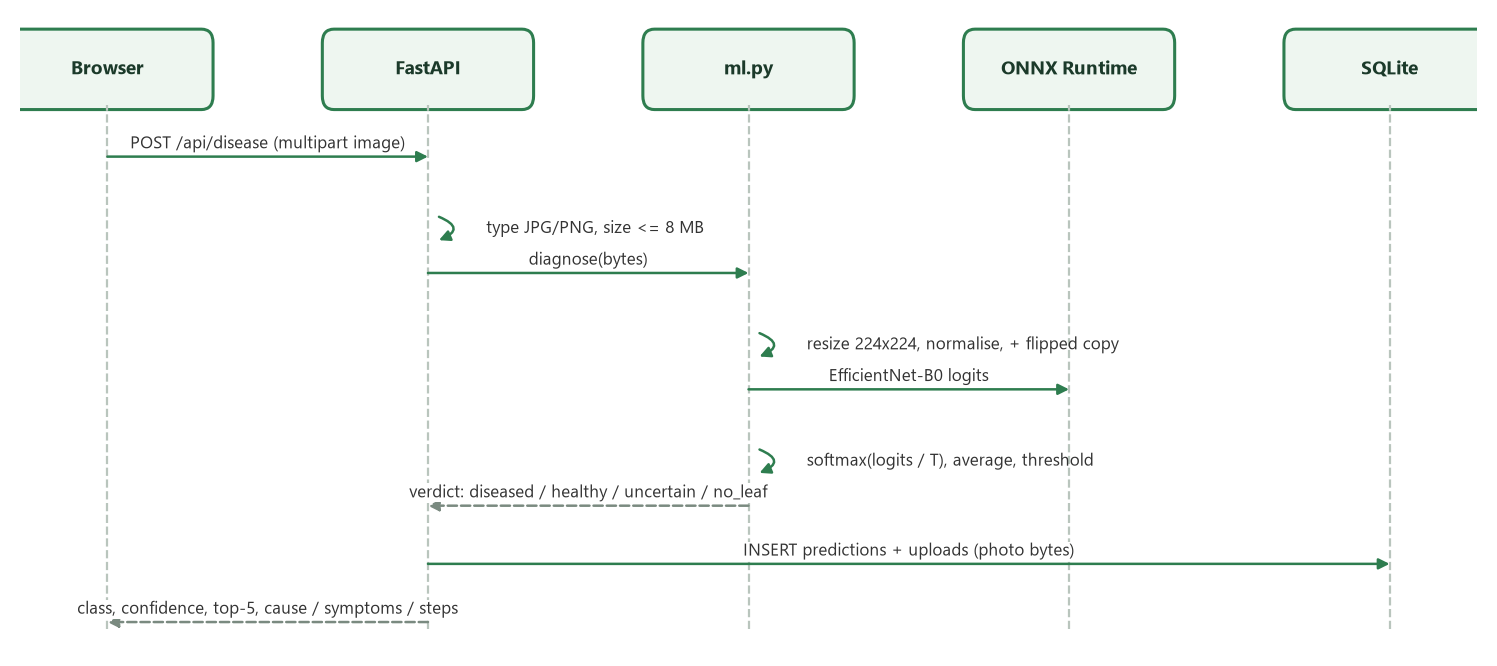 Browser
FastAPI
ml.py
ONNX Runtime
SQLite
POST /api/disease (multipart image)
type JPG/PNG, size <= 8 MB
diagnose(bytes)
resize 224x224, normalise, + flipped copy
EfficientNet-B0 logits
softmax(logits / T), average, threshold
verdict: diseased / healthy / uncertain / no_leaf
INSERT predictions + uploads (photo bytes)
class, confidence, top-5, cause / symptoms / steps